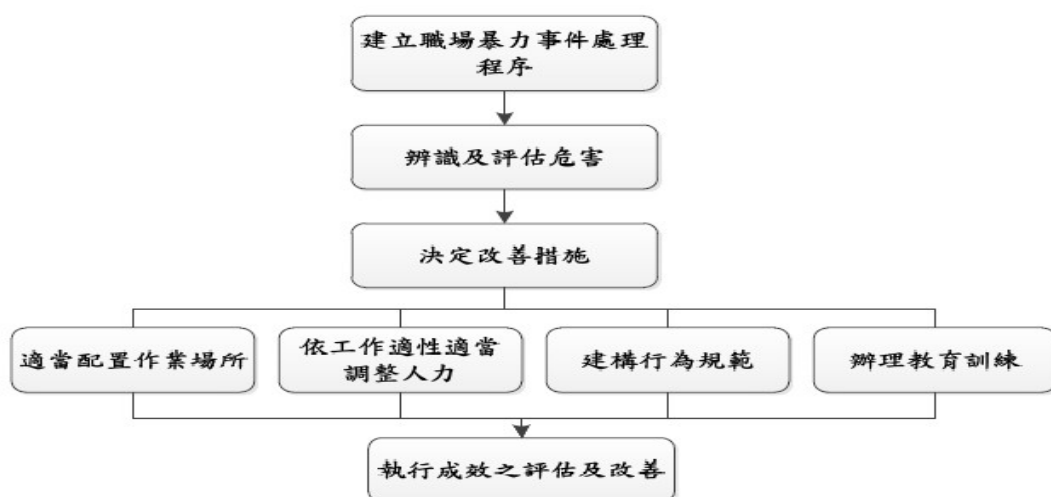 建立職場暴力事件處理
程序
辨識及評估危害
決定改善措施
適當配置作業場所
依工作適性適當
調整人力
建構行為規範
辦理教育訓練
執行成效之評估及改善